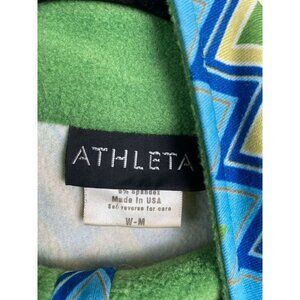 ATHLETA
Spandex
Made In USA
See reverse for care
W-M